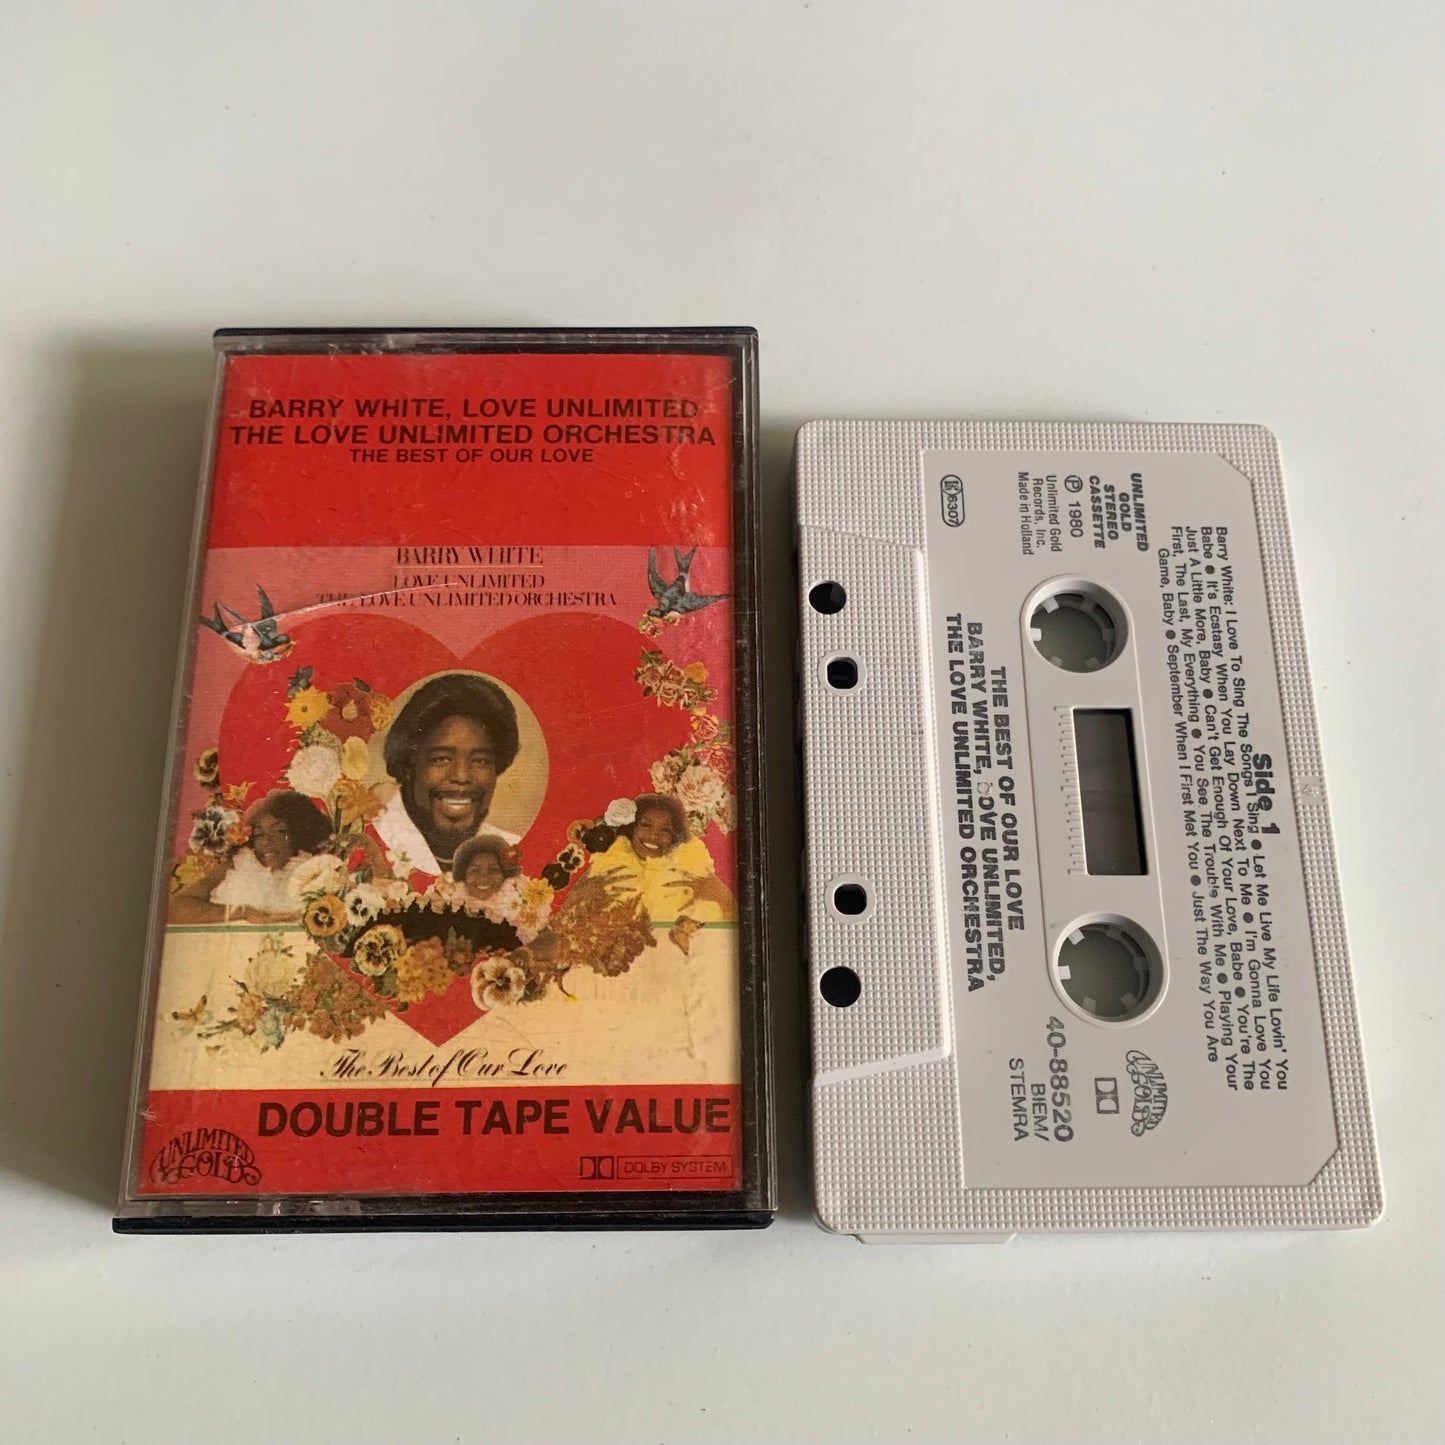 BARRY WHITE, LOVE UNLIMITED
THE LOVE UNLIMITED ORCHESTRA
THE BEST OF OUR LOVE
BARRY WHITE
LOVE UNLIMITED
THE LOVE UNLIMITED ORCHESTRA
The Best of Our Love
DOUBLE TAPE VALUE
UNLIMITED
GOLD
DOLBY SYSTEM
Side 1
Barry White: I Love To Sing The Songs I Sing ● Let Me Live My Life Lovin' You
Babe ● It's Ecstasy When You Lay Down Next To Me ● I'm Gonna Love You
Just A Little More, Baby ● Can't Get Enough Of Your Love, Babe ● You're The
First, The Last, My Everything ● You See The Trouble With Me ● Playing Your
Game, Baby ● September When I First Met You ● Just The Way You Are
UNLIMITED
GOLD
STEREO
CASSETTE
℗ 1980
Unlimited Gold
Records, Inc.
Made in Holland
6307
THE BEST OF OUR LOVE
BARRY WHITE, LOVE UNLIMITED,
THE LOVE UNLIMITED ORCHESTRA
UNLIMITED
GOLD
40-88520
BIEM/
STEMRA